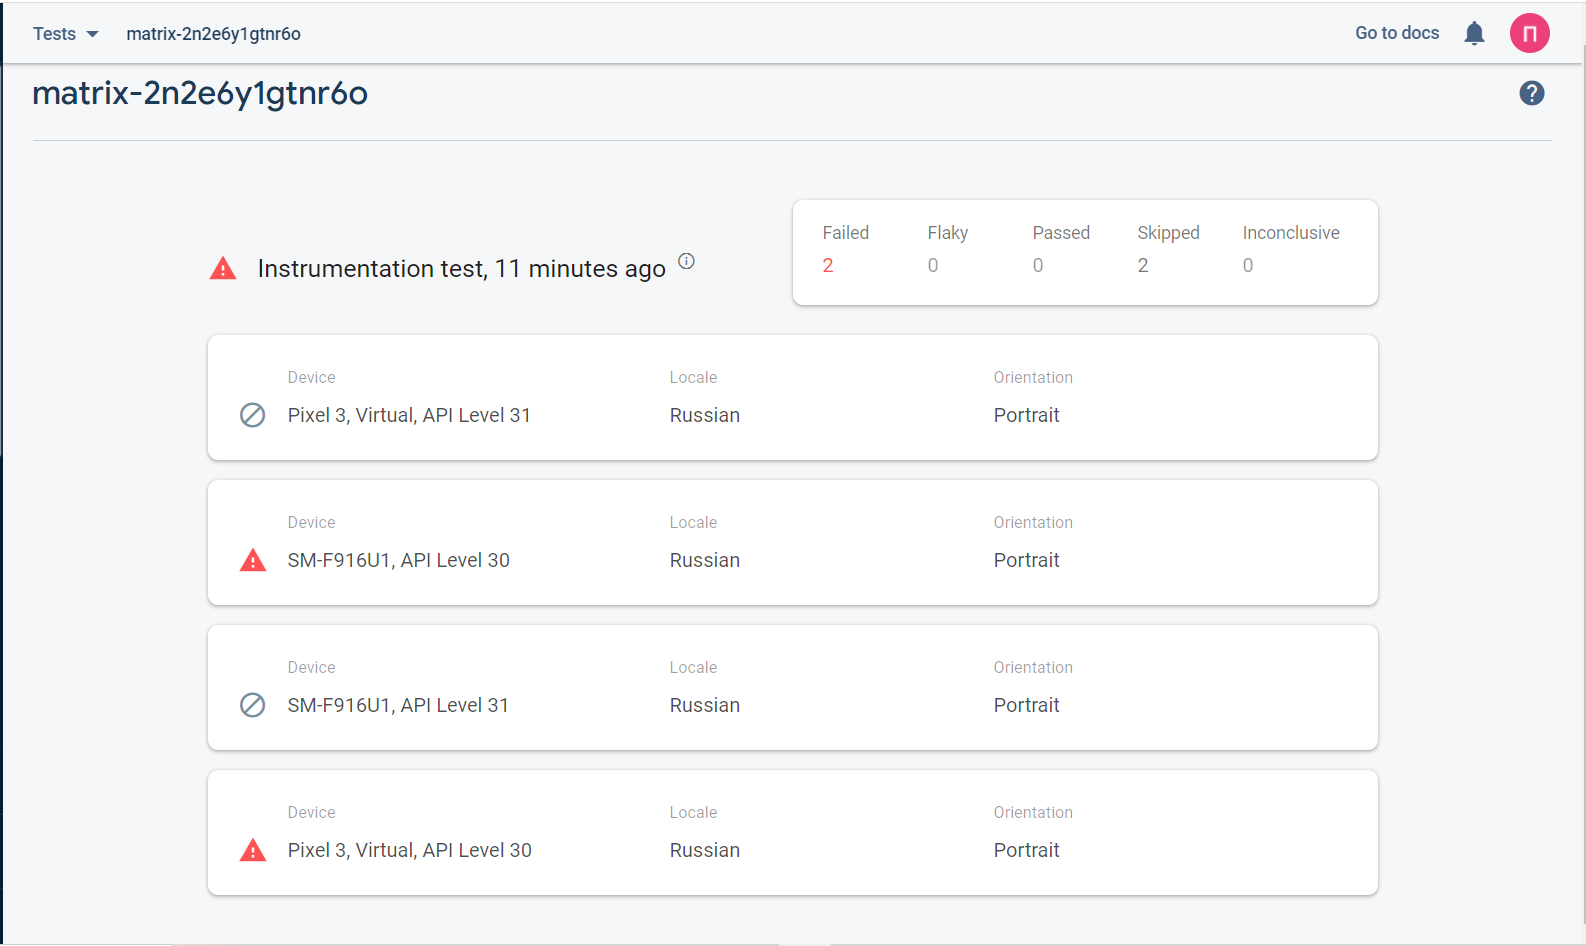 Tests matrix-2n2e6y1gtnr6o Go to docs П
matrix-2n2e6y1gtnr6o
Instrumentation test, 11 minutes ago
Failed Flaky Passed Skipped Inconclusive
2 0 0 2 0
Device Locale Orientation
Pixel 3, Virtual, API Level 31 Russian Portrait
Device Locale Orientation
SM-F916U1, API Level 30 Russian Portrait
Device Locale Orientation
SM-F916U1, API Level 31 Russian Portrait
Device Locale Orientation
Pixel 3, Virtual, API Level 30 Russian Portrait